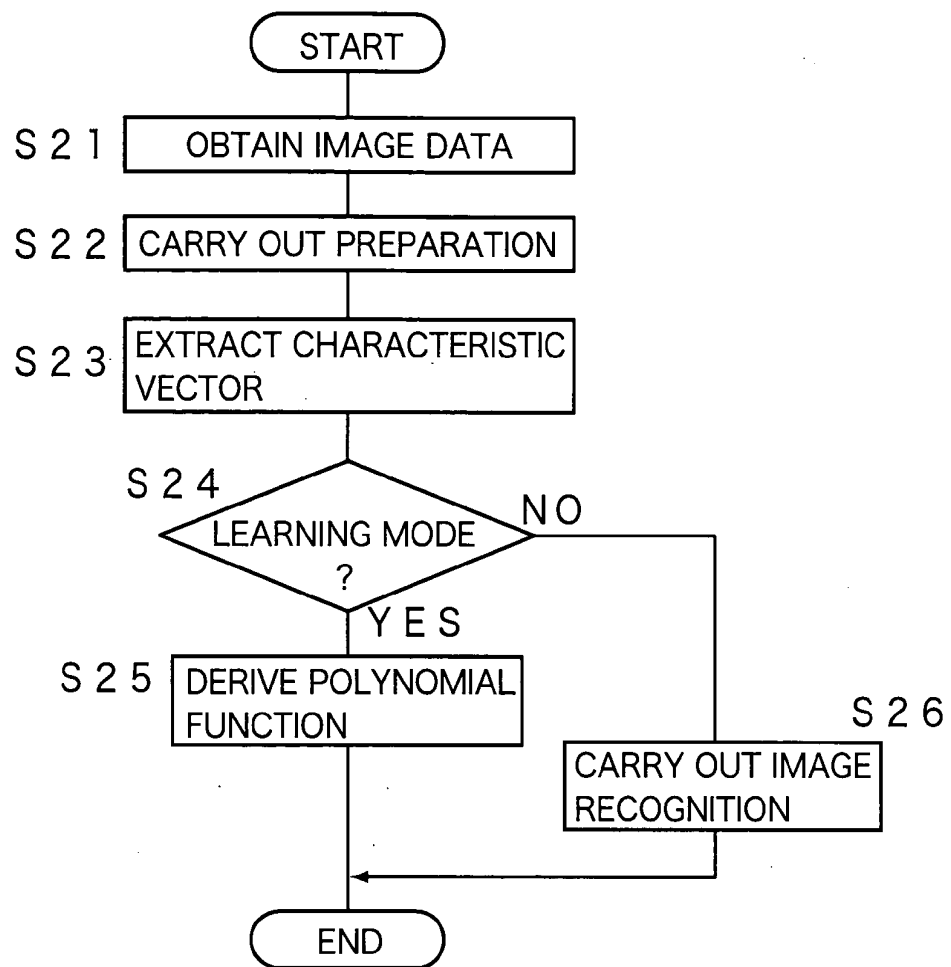 START
S21
OBTAIN IMAGE DATA
S22
CARRY OUT PREPARATION
S23
EXTRACT CHARACTERISTIC
VECTOR
S24
LEARNING MODE
?
NO
YES
S25
DERIVE POLYNOMIAL
FUNCTION
S26
CARRY OUT IMAGE
RECOGNITION
END